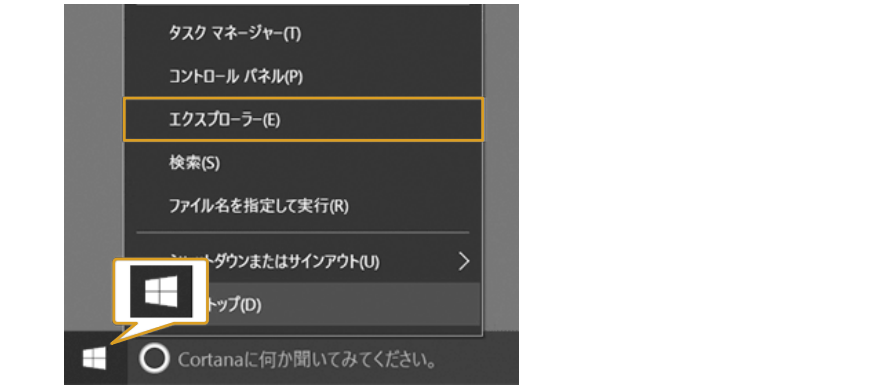 タスク マネージャー(T)
コントロール パネル(P)
エクスプローラー(E)
検索(S)
ファイル名を指定して実行(R)
ットダウンまたはサインアウト(U)
トップ(D)
Cortanaに何か聞いてみてください。